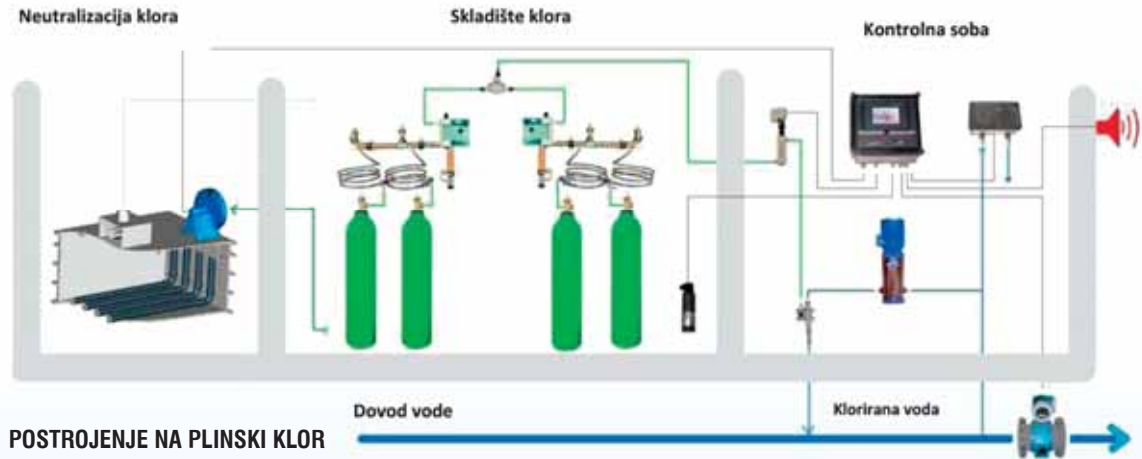 Neutralizacija klora
Skladište klora
Kontrolna soba
Dovod vode
Klorirana voda
POSTROJENJE NA PLINSKI KLOR